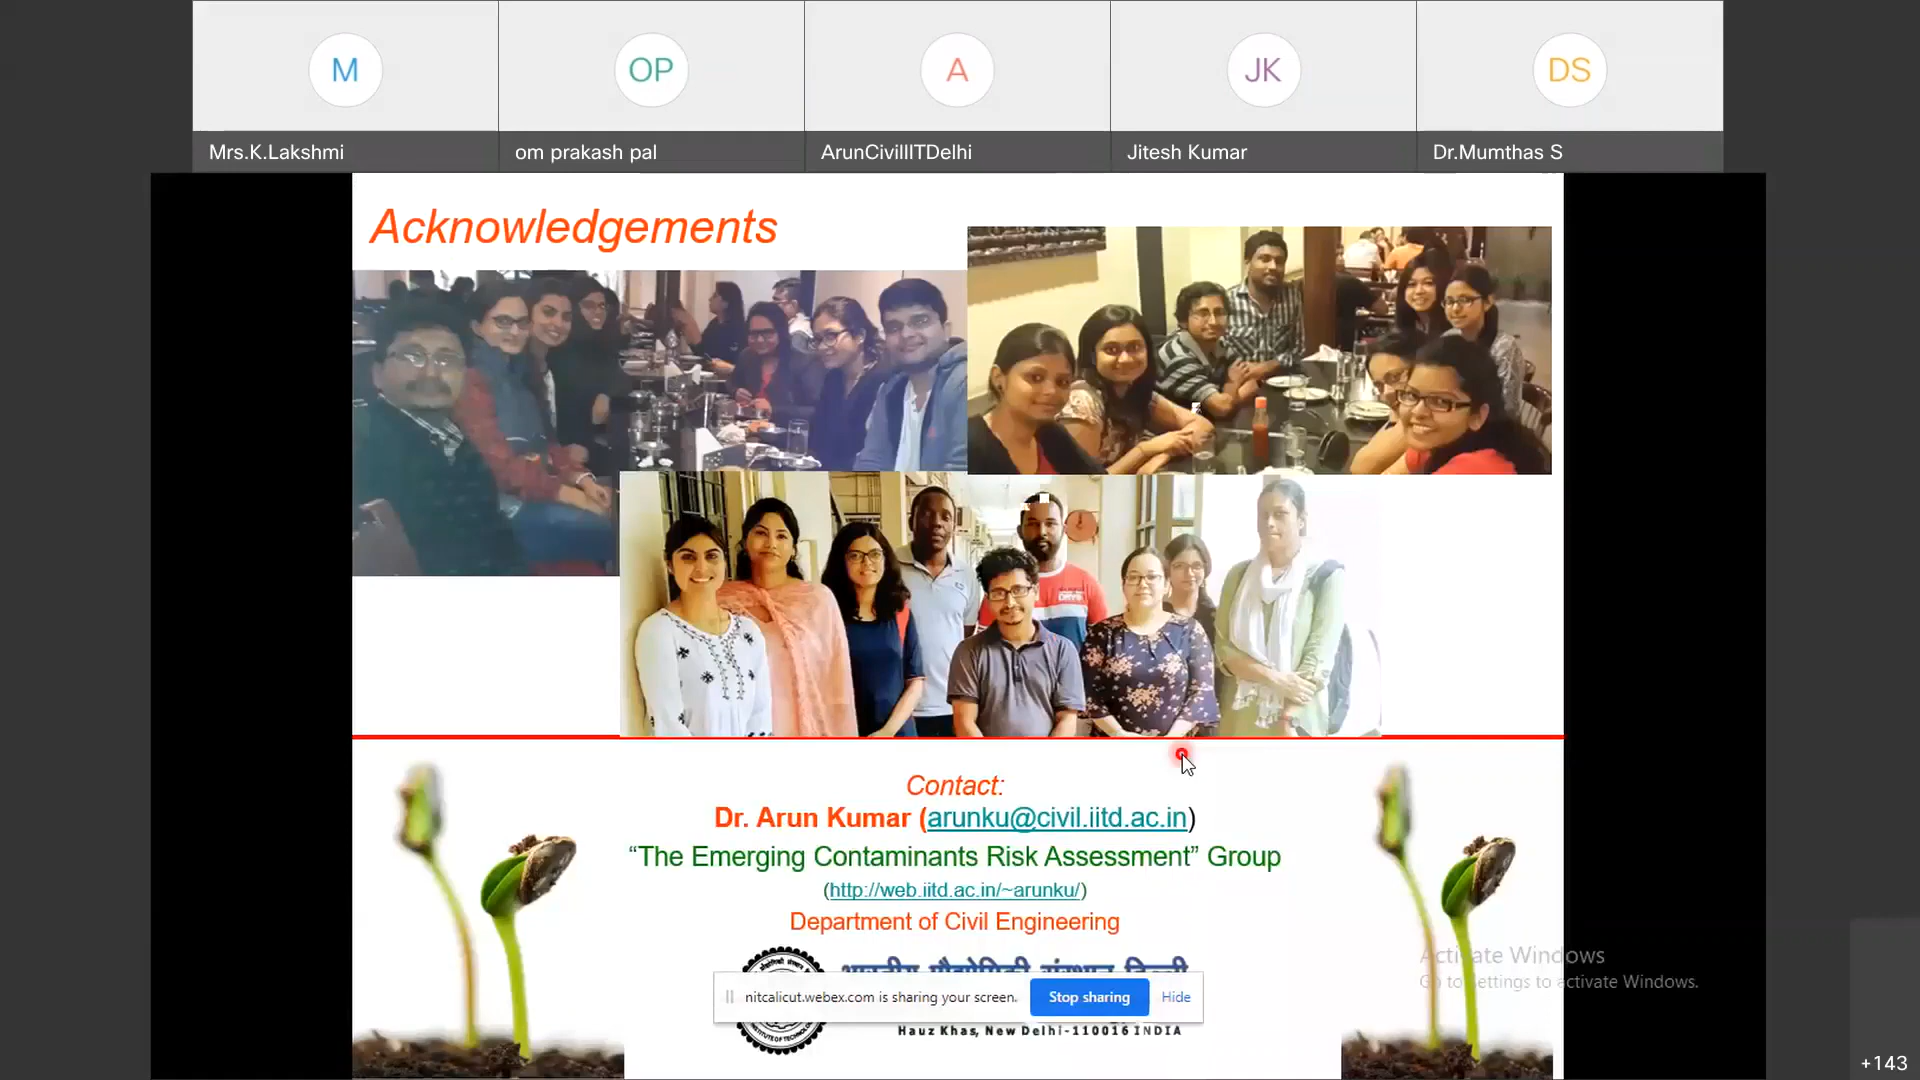 M
OP
A
JK
DS
Mrs.K.Lakshmi
om prakash pal
ArunCivilIITDelhi
Jitesh Kumar
Dr.Mumthas S
Acknowledgements
Contact:
Dr. Arun Kumar (arunku@civil.iitd.ac.in)
“The Emerging Contaminants Risk Assessment” Group
(http://web.iitd.ac.in/~arunku/)
Department of Civil Engineering
Activate Windows
Go to Settings to activate Windows.
nitcalicut.webex.com is sharing your screen.
Stop sharing
Hide
Hauz Khas, New Delhi-110016 INDIA
+143